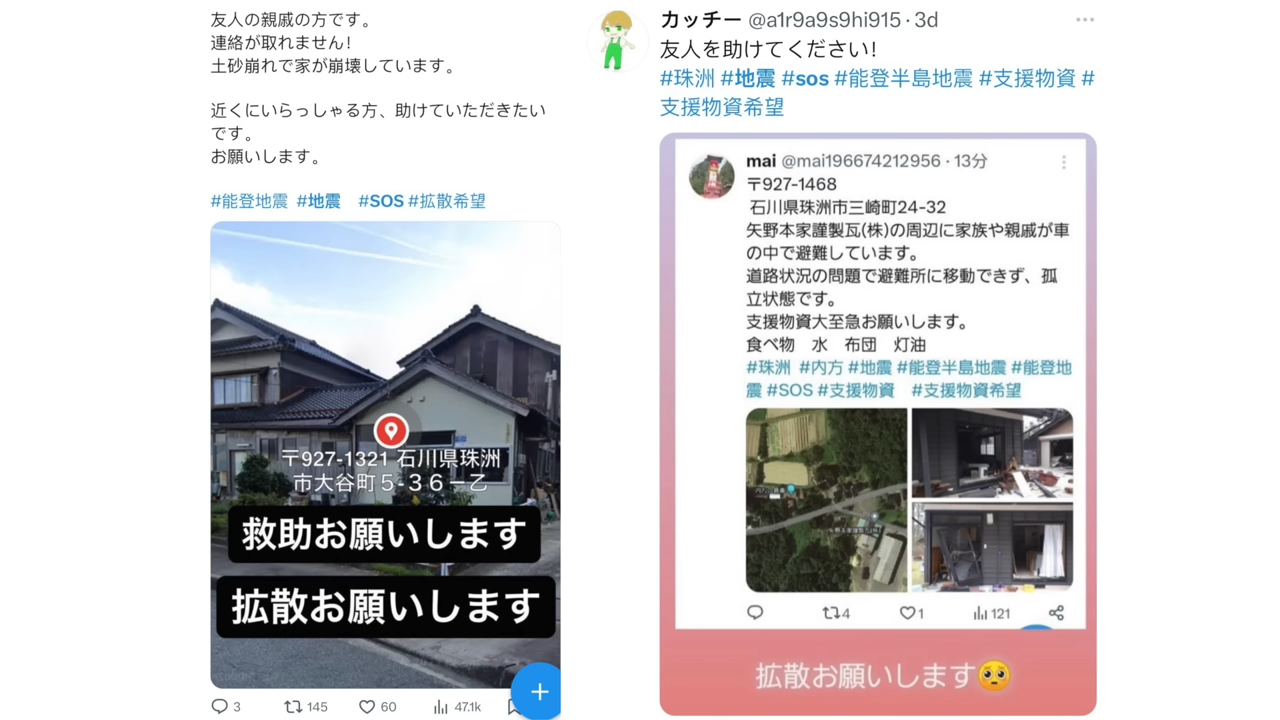 友人の親戚の方です。
連絡が取れません!
土砂崩れで家が崩壊しています。
近くにいらっしゃる方、助けていただきたい
です。
お願いします。
#能登地震 #地震 #SOS #拡散希望
〒927-1321 石川県珠洲
市大谷町5-36ー乙
救助お願いします
拡散お願いします
3 145 60 47.1k
カッチー @a1r9a9s9hi915・3d
友人を助けてください!
#珠洲 #地震 #sos #能登半島地震 #支援物資 #
支援物資希望
mai @mai196674212956・13分
〒927-1468
石川県珠洲市三崎町24-32
矢野本家謹製瓦(株)の周辺に家族や親戚が車
の中で避難しています。
道路状況の問題で避難所に移動できず、孤
立状態です。
支援物資大至急お願いします。
食べ物 水 布団 灯油
#珠洲 #内方 #地震 #能登半島地震 #能登地
震 #SOS #支援物資 #支援物資希望
4 1 121
拡散お願いします🥺